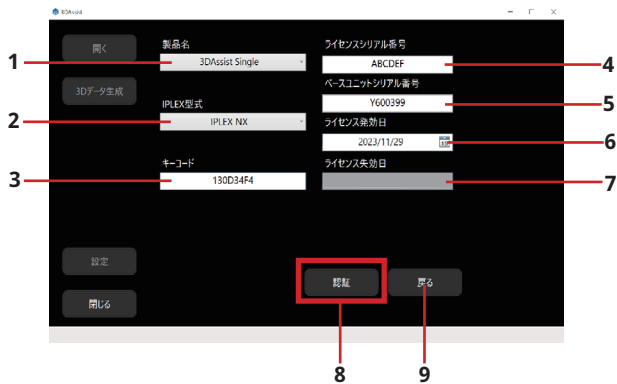 3DAssist
開く
3Dデータ生成
設定
閉じる
製品名
3DAssist Single
IPLEX型式
IPLEX NX
キーコード
130D34F4
ライセンスシリアル番号
ABCDEF
ベースユニットシリアル番号
Y600399
ライセンス発効日
2023/11/29
15
ライセンス失効日
認証
戻る
1
2
3
4
5
6
7
8
9